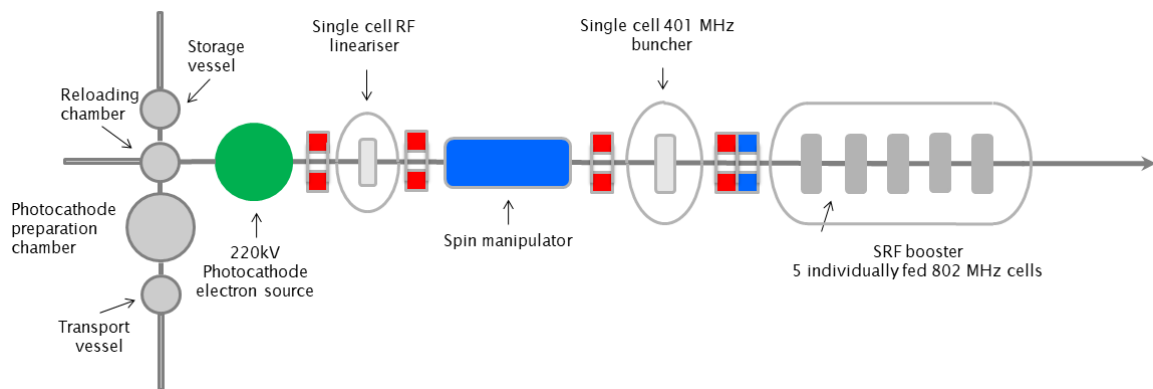 Single cell RF
lineariser
Single cell 401 MHz
buncher
Storage
vessel
Reloading
chamber
Photocathode
preparation
chamber
220kV
Photocathode
electron source
Spin manipulator
SRF booster
5 individually fed 802 MHz cells
Transport
vessel